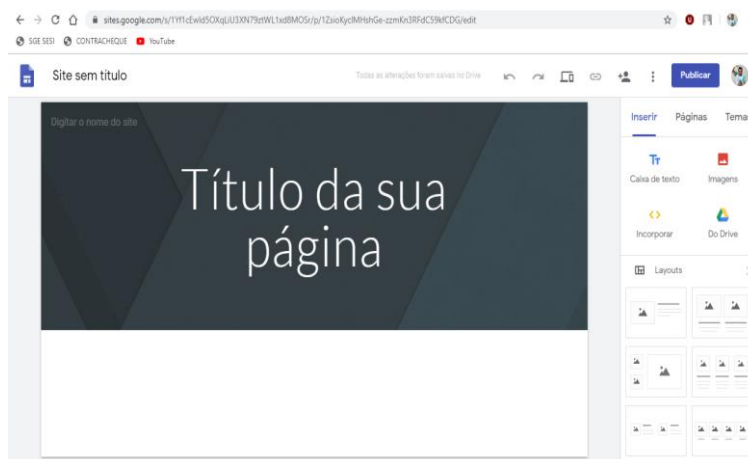 sites.google.com/s/1Yf1cEwld5OXqLiU3XN79ztWL1xd8MOSr/p/1ZsioKyclMHshGe-zzmKn3RFdC59kfCDG/edit
SGE SESI CONTRACHEQUE YouTube
Site sem título Todas as alterações foram salvas no Drive Publicar
Digitar o nome do site
Título da sua
página
Inserir Páginas Temas
Caixa de texto Imagens
Incorporar Do Drive
Layouts